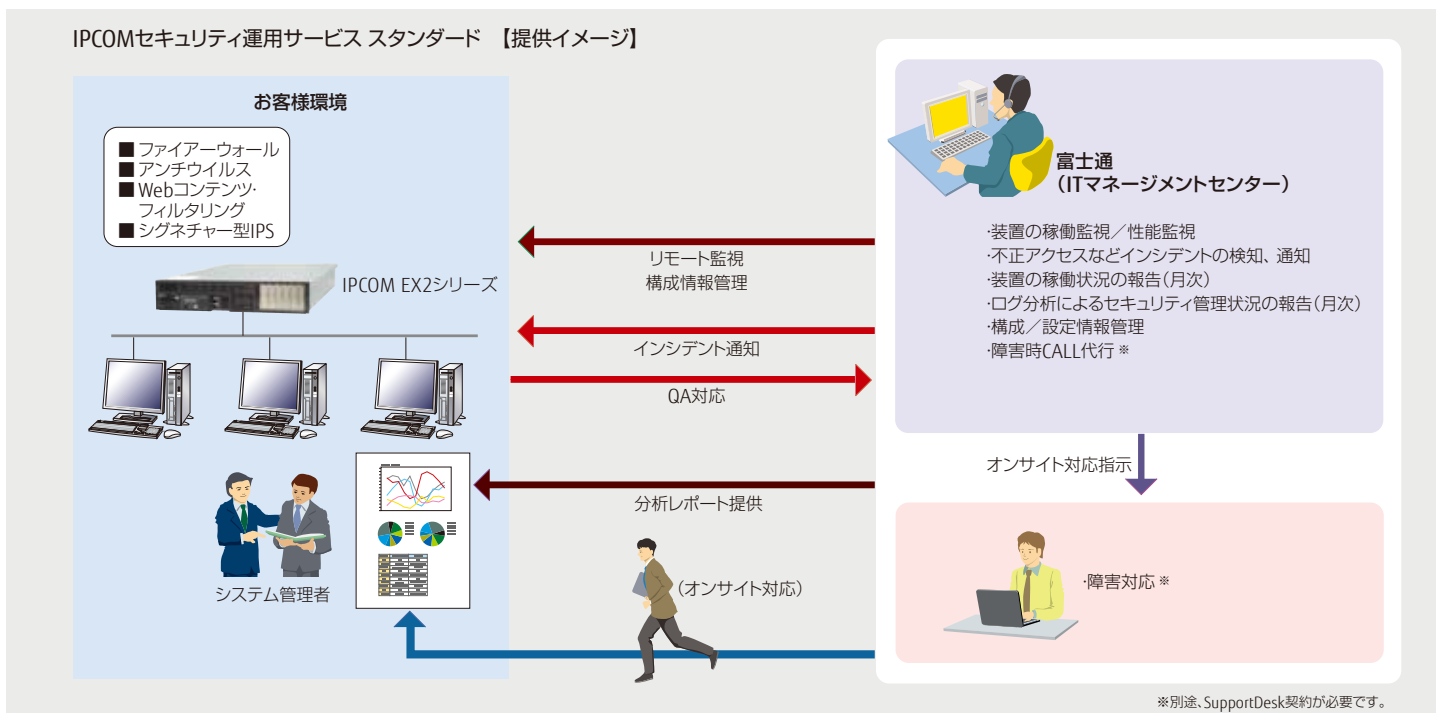 IPCOMセキュリティ運用サービス スタンダード 【提供イメージ】
お客様環境
■ ファイアーウォール
■ アンチウイルス
■ Webコンテンツ・
フィルタリング
■ シグネチャー型IPS
IPCOM EX2シリーズ
システム管理者
リモート監視
構成情報管理
インシデント通知
QA対応
分析レポート提供
（オンサイト対応）
富士通
（ITマネージメントセンター）
・装置の稼働監視／性能監視
・不正アクセスなどインシデントの検知、通知
・装置の稼働状況の報告（月次）
・ログ分析によるセキュリティ管理状況の報告（月次）
・構成／設定情報管理
・障害時CALL代行 ※
オンサイト対応指示
・障害対応 ※
※別途、SupportDesk契約が必要です。